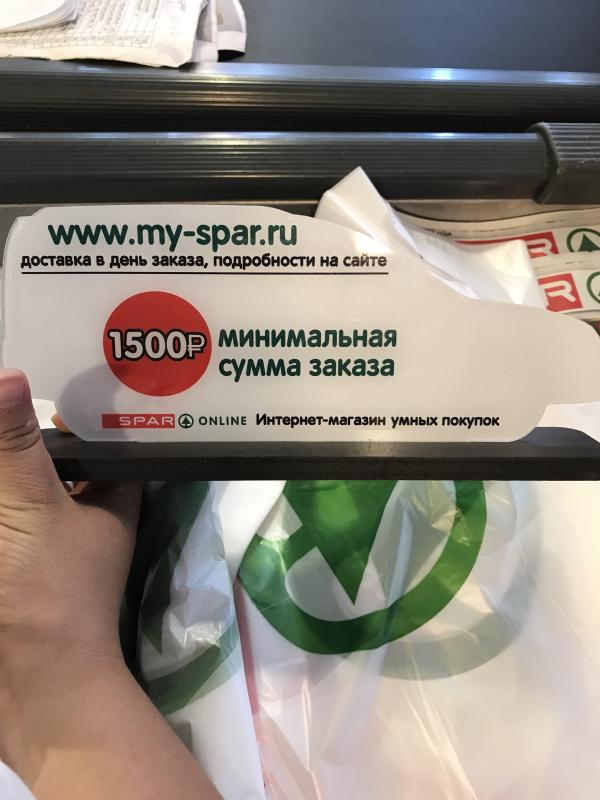 www.my-spar.ru
доставка в день заказа, подробности на сайте
1500₽ минимальная
сумма заказа
SPAR ONLINE Интернет-магазин умных покупок